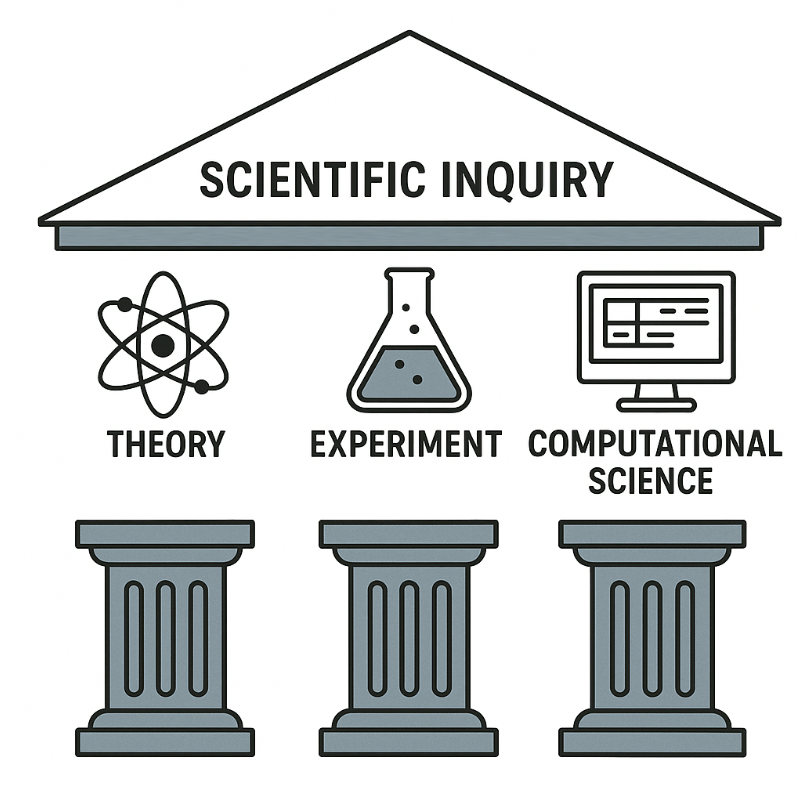 SCIENTIFIC INQUIRY
THEORY
EXPERIMENT
COMPUTATIONAL
SCIENCE